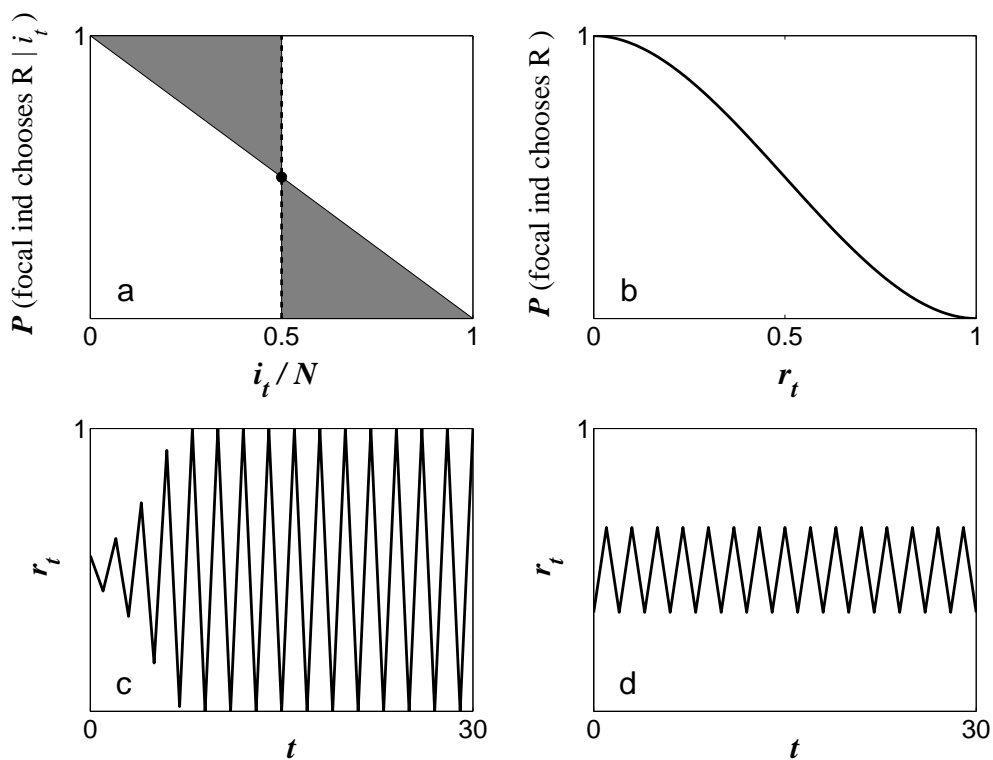 P (focal ind chooses R | i_t)
1
a
0
0.5
1
i_t / N
P (focal ind chooses R )
1
b
0
0.5
1
r_t
r_t
1
c
0
30
t
r_t
1
d
0
30
t